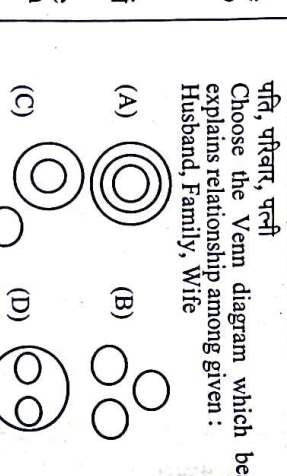 पति, परिवार, पत्नी
Choose the Venn diagram which be
explains relationship among given :
Husband, Family, Wife
(A)
(B)
(C)
(D)